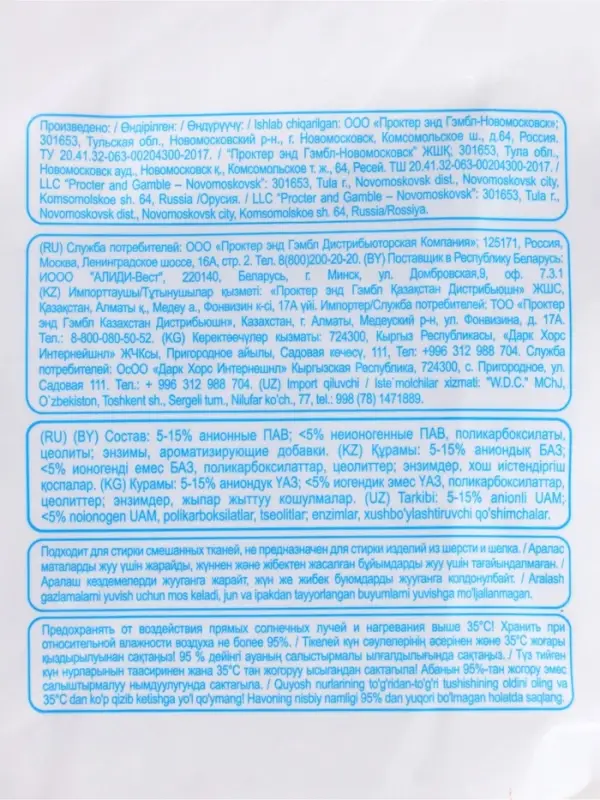 Произведено: / Өндірілген: / Өндүрүүчү: / Ishlab chiqarilgan: ООО «Проктер энд Гэмбл-Новомосковск»;
301653, Тульская обл., Новомосковский р-н., г. Новомосковск, Комсомольское ш., д.64, Россия.
ТУ 20.41.32-063-00204300-2017. / “Проктер энд Гэмбл-Новомосковск” ЖШҚ: 301653, Тула обл.,
Новомосковск ауд., Новомосковск қ., Комсомольское т. ж., 64, Ресей. ТШ 20.41.32-063-00204300-2017. /
LLC “Procter and Gamble – Novomoskovsk”: 301653, Tula r., Novomoskovsk dist., Novomoskovsk city,
Komsomolskoe sh. 64, Russia /Орусия. / LLC “Procter and Gamble – Novomoskovsk”: 301653, Tula r.,
Novomoskovsk dist., Novomoskovsk city, Komsomolskoe sh. 64, Russia/Rossiya.
(RU) Служба потребителей: ООО «Проктер энд Гэмбл Дистрибьюторская Компания»; 125171, Россия,
Москва, Ленинградское шоссе, 16А, стр. 2. Тел. 8(800)200-20-20. (BY) Поставщик в Республику Беларусь:
ИООО "АЛИДИ-Вест", 220140, Беларусь, г. Минск, ул. Домбровская,9, оф. 7.3.1
(KZ) Импорттаушы/Тұтынушылар қызметі: «Проктер энд Гэмбл Қазақстан Дистрибьюшн» ЖШС,
Қазақстан, Алматы қ., Медеу а., Фонвизин к-сі, 17А үйі. Импортер/Служба потребителей: ТОО «Проктер
энд Гэмбл Казахстан Дистрибьюшн», Казахстан, г. Алматы, Медеуский р-н, ул. Фонвизина, д. 17А.
Тел.: 8-800-080-50-52. (KG) Керектөөчүлөр кызматы: 724300, Кыргыз Республикасы, «Дарк Хорс
Интернейшнл» ЖЧКсы, Пригородное айылы, Садовая көчөсү, 111, Тел: +996 312 988 704. Служба
потребителей: ОсОО «Дарк Хорс Интернейшнл» Кыргызская Республика, 724300, с. Пригородное, ул.
Садовая 111. Тел.: + 996 312 988 704. (UZ) Import qiluvchi / Iste`molchilar xizmati: "W.D.C." MChJ,
O`zbekiston, Toshkent sh., Sergeli tum., Nilufar ko'ch., 77, tel.: 998 (78) 1471889.
(RU) (BY) Состав: 5-15% анионные ПАВ; <5% неионогенные ПАВ, поликарбоксилаты,
цеолиты; энзимы, ароматизирующие добавки. (KZ) Құрамы: 5-15% аниондық БАЗ;
<5% ионогенді емес БАЗ, поликарбоксилаттар, цеолиттер; энзимдер, хош иістендіргіш
қоспалар. (KG) Курамы: 5-15% аниондук ҮАЗ; <5% иогендик эмес ҮАЗ, поликарбоксилаттар,
цеолиттер; энзимдер, жыпар жыттуу кошулмалар. (UZ) Tarkibi: 5-15% anionli UAM;
<5% noionogen UAM, polikarboksilatlar, tseolitlar; enzimlar, xushbo'ylashtiruvchi qo'shimchalar.
Подходит для стирки смешанных тканей, не предназначен для стирки изделий из шерсти и шелка. / Аралас
маталарды жуу үшін жарайды, жүннен және жібектен жасалған бұйымдарды жуу үшін тағайындалмаған. /
Аралаш кездемелерди жууганга жарайт, жүн же жибек буюмдарды жууганга колдонулбайт. / Aralash
gazlamalarni yuvish uchun mos keladi, jun va ipakdan tayyorlangan buyumlarni yuvishga mo'ljallanmagan.
Предохранять от воздействия прямых солнечных лучей и нагревания выше 35°С! Хранить при
относительной влажности воздуха не более 95%. / Тікелей күн сәулелерінің әсерінен және 35°С жоғары
қыздырылуынан сақтаңыз! 95 % дейінгі ауаның салыстырмалы ылғалдылығында сақтаңыз. / Түз тийген
күн нурларынын таасиринен жана 35°С тан жогоруу ысыгандан сактагыла! Абанын 95%-тан жогору эмес
салыштырмалуу нымдуулугунда сактагыла. / Quyosh nurlarining to'g'ridan-to'g'ri tushishining oldini oling va
35°C dan ko'p qizib ketishga yo'l qo'ymang! Havoning nisbiy namligi 95% dan yuqori bo'lmagan holatda saqlang.